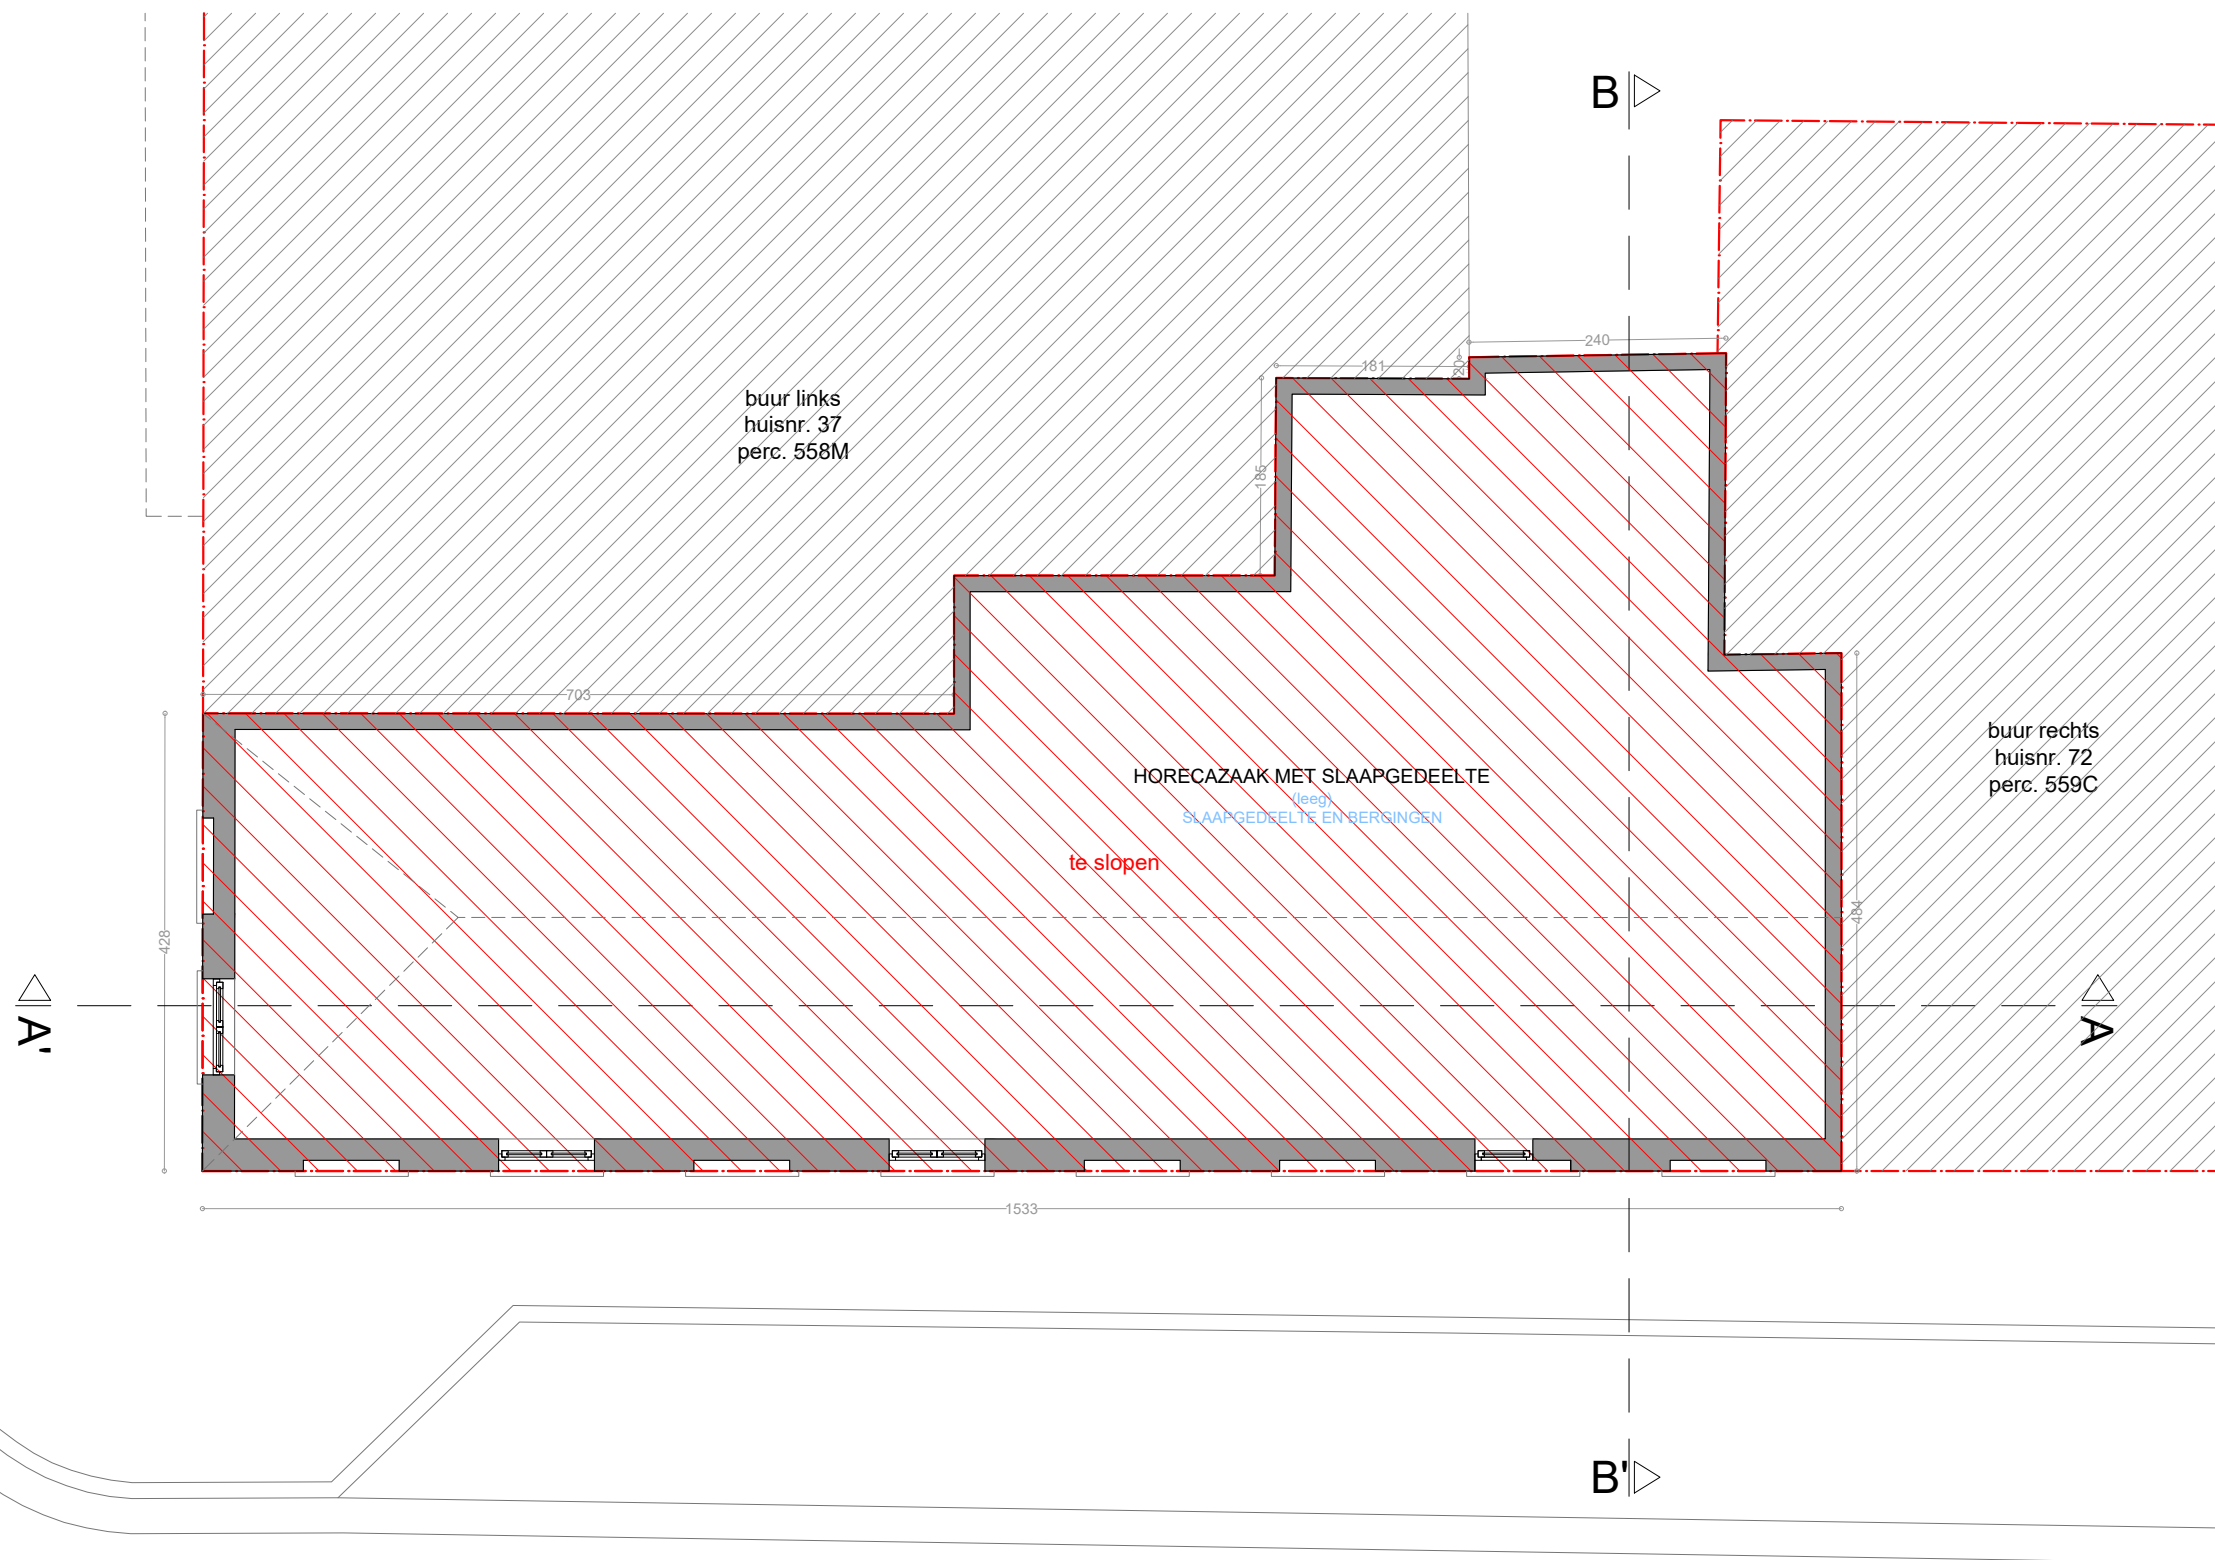 B
240
181
20
buur links
huisnr. 37
perc. 558M
185
703
buur rechts
huisnr. 72
perc. 559C
HORECAZAAK MET SLAAPGEDEELTE
(leeg)
SLAAPGEDEELTE EN BERGINGEN
te slopen
428
484
A'
A
1533
B'